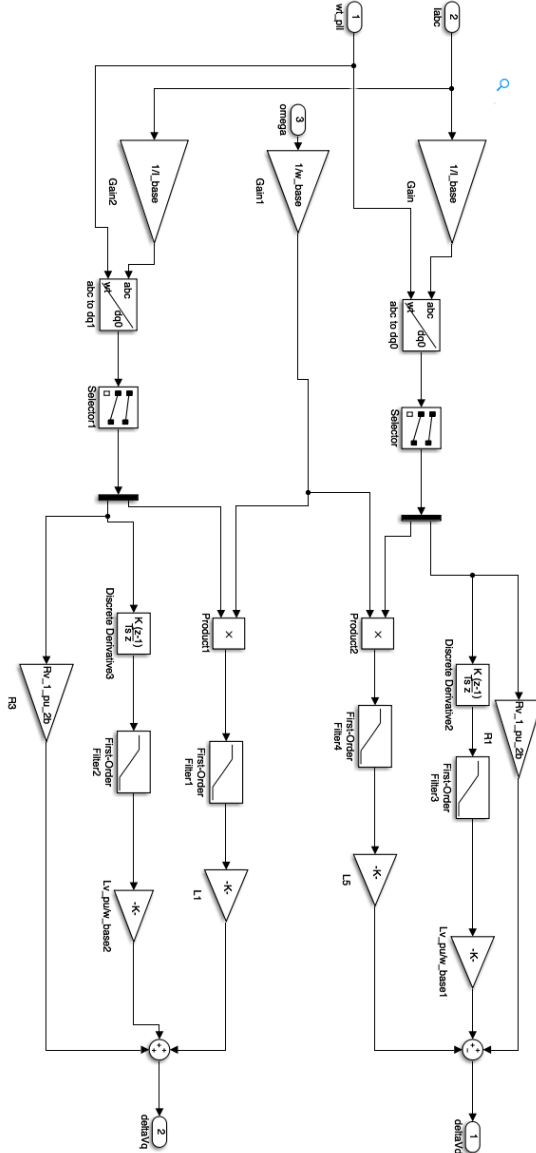 Rv_1_pu_2b
R1
K (z-1)
Ts z
Discrete Derivative2
First-Order
Filter3
-K-
Lv_pu/w_base1
1
deltaVd
2
Iabc
1/I_base
Gain
abc
wt
dq0
abc to dq0
Selector
×
Product2
First-Order
Filter4
-K-
L5
1
wt_pll
3
omega
1/w_base
Gain1
×
Product1
First-Order
Filter1
-K-
L1
1/I_base
Gain2
abc
wt
dq0
abc to dq1
Selector1
K (z-1)
Ts z
Discrete Derivative3
First-Order
Filter2
-K-
Lv_pu/w_base2
2
deltaVq
Rv_1_pu_2b
R3